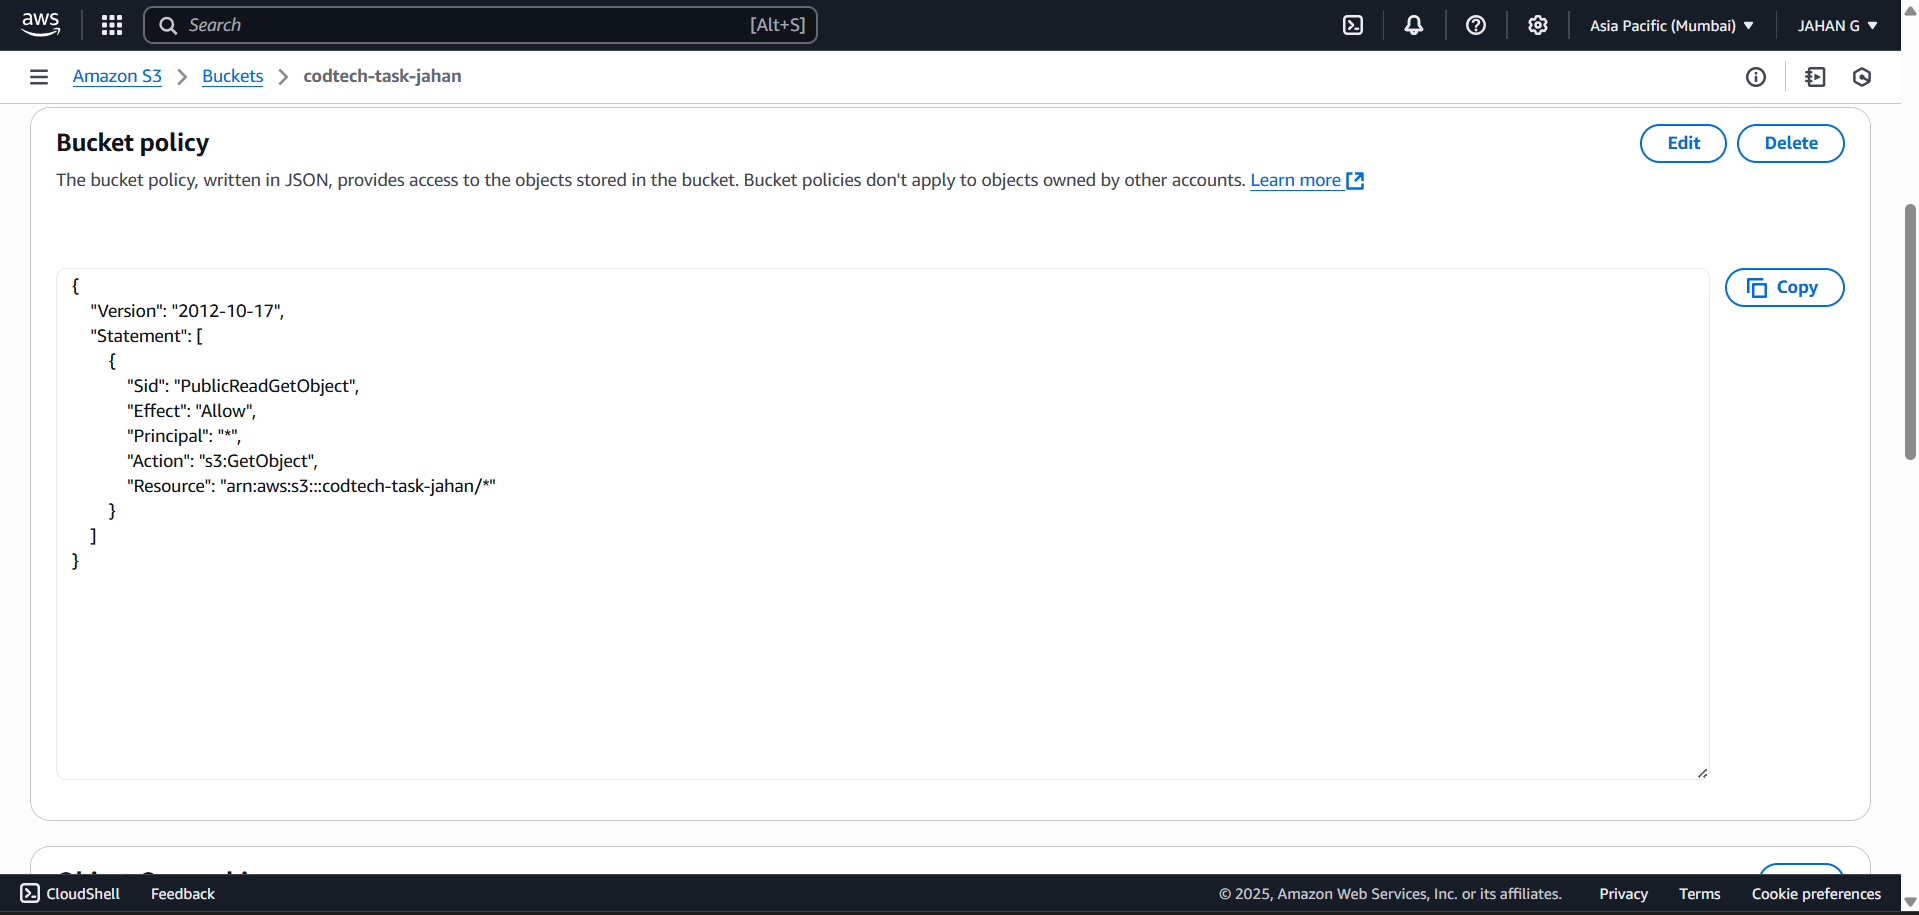 aws
Search [Alt+S]
Asia Pacific (Mumbai)
JAHAN G
Amazon S3
Buckets
codtech-task-jahan
Bucket policy
Edit
Delete
The bucket policy, written in JSON, provides access to the objects stored in the bucket. Bucket policies don't apply to objects owned by other accounts. Learn more
Copy
{
"Version": "2012-10-17",
"Statement": [
{
"Sid": "PublicReadGetObject",
"Effect": "Allow",
"Principal": "*",
"Action": "s3:GetObject",
"Resource": "arn:aws:s3:::codtech-task-jahan/*"
}
]
}
CloudShell
Feedback
© 2025, Amazon Web Services, Inc. or its affiliates.
Privacy
Terms
Cookie preferences